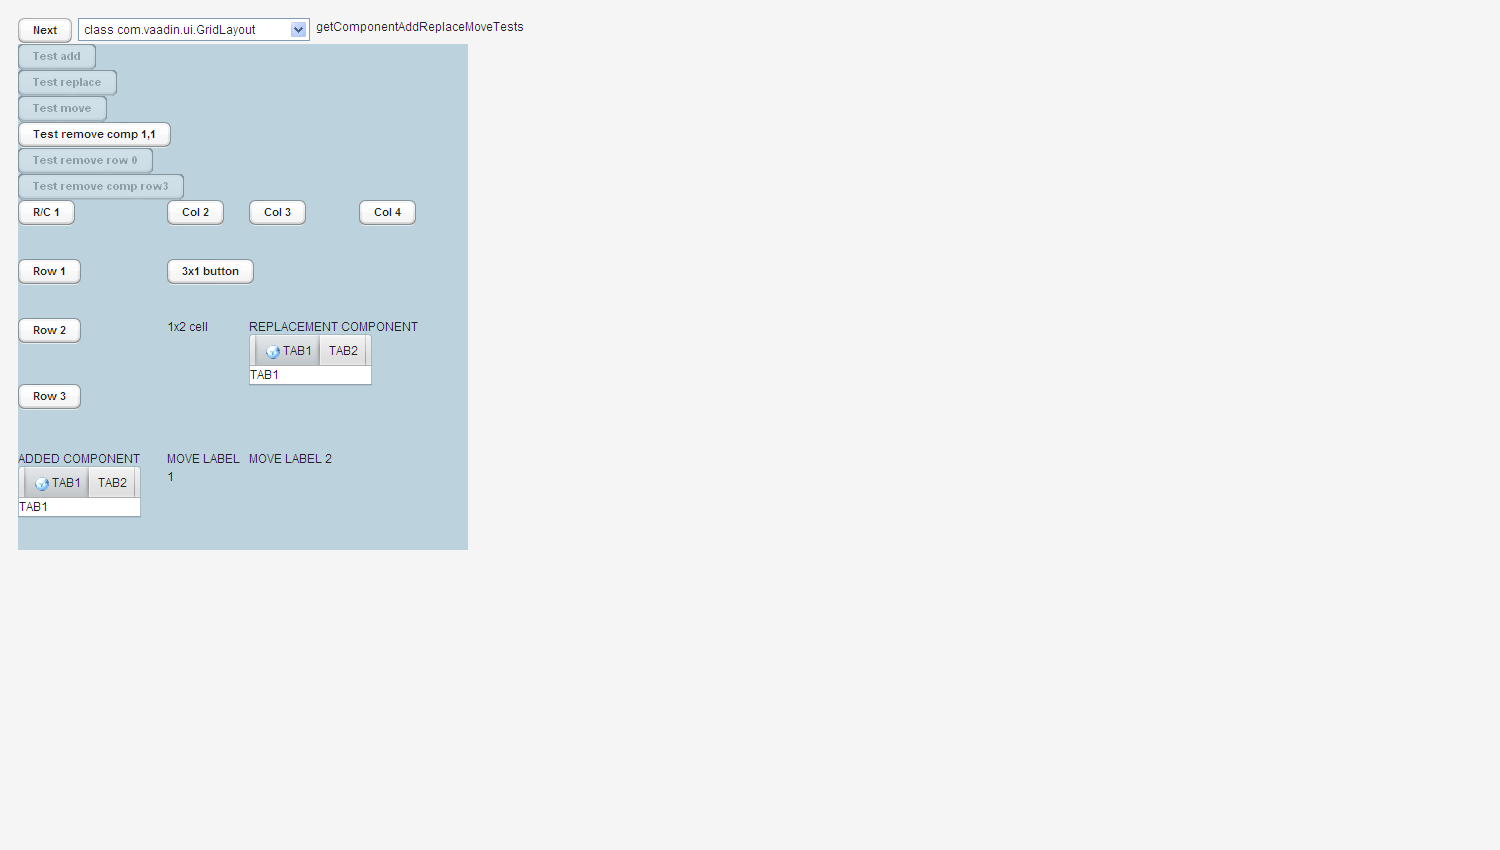 Next class com.vaadin.ui.GridLayout getComponentAddReplaceMoveTests
Test add
Test replace
Test move
Test remove comp 1,1
Test remove row 0
Test remove comp row3
R/C 1 Col 2 Col 3 Col 4
Row 1 3x1 button
Row 2 1x2 cell REPLACEMENT COMPONENT
TAB1 TAB2
TAB1
Row 3
ADDED COMPONENT MOVE LABEL 1 MOVE LABEL 2
TAB1 TAB2
TAB1